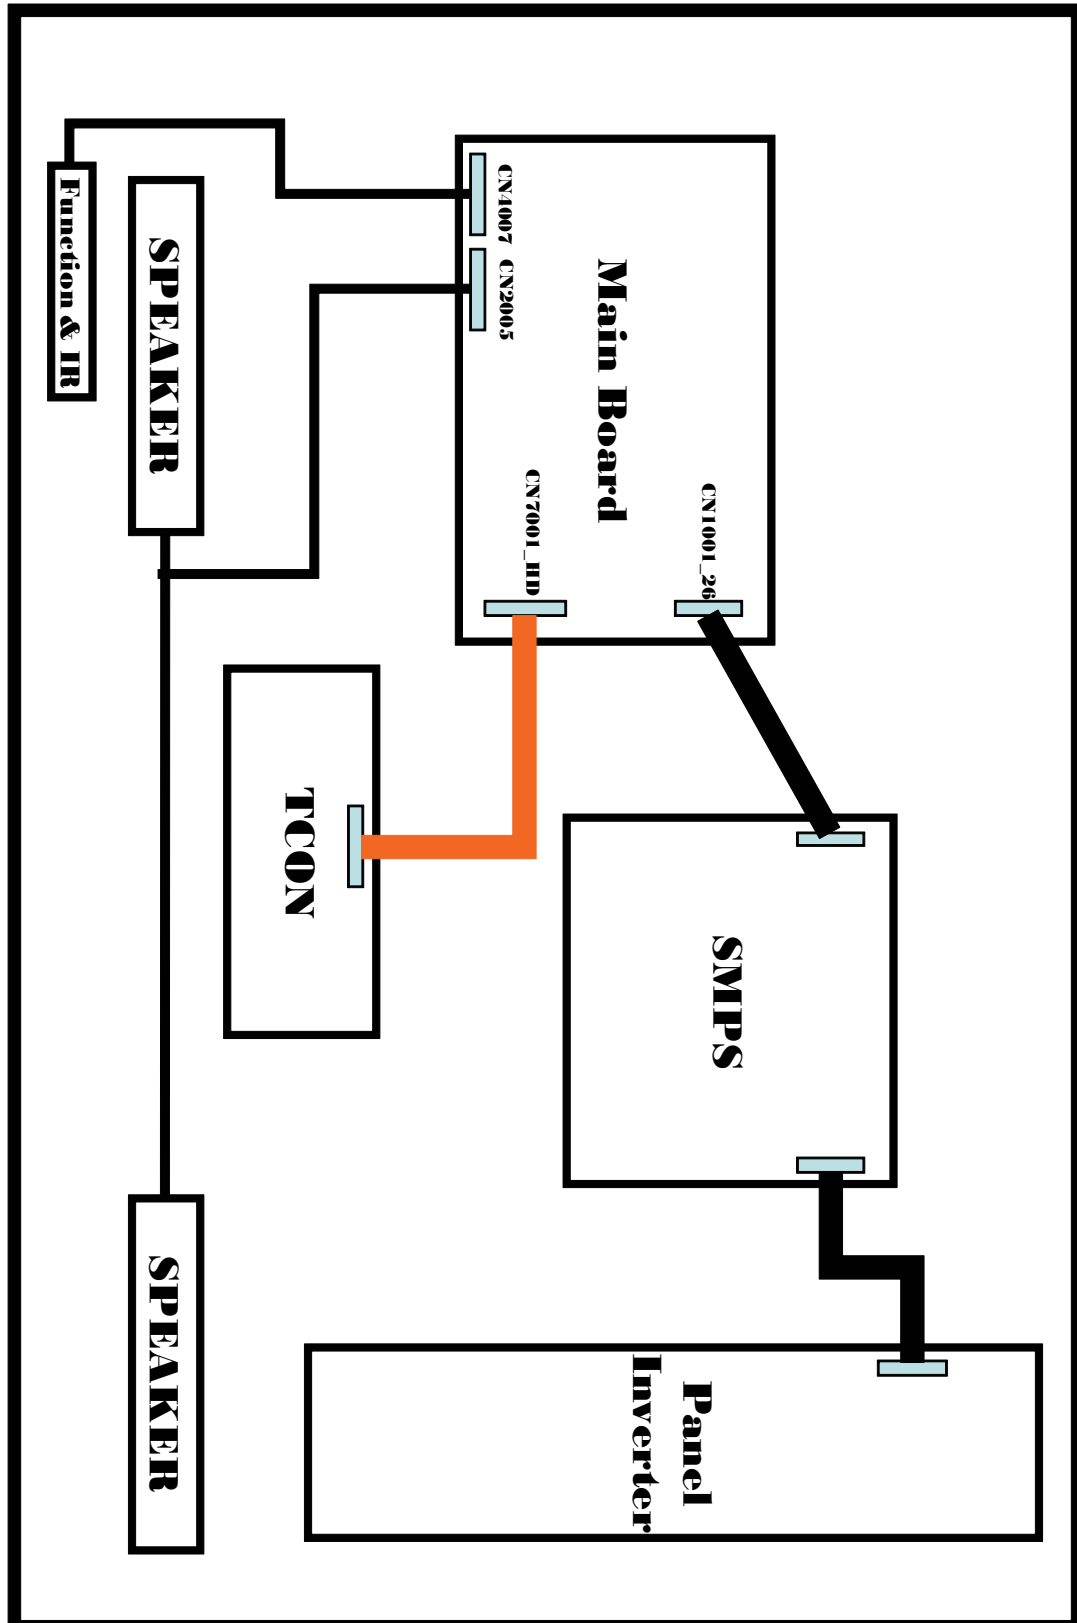 Function & IR
SPEAKER
CN4007
CN2005
Main Board
CN7001_HD
CN1001_26
TCON
SMPS
SPEAKER
Panel
Inverter